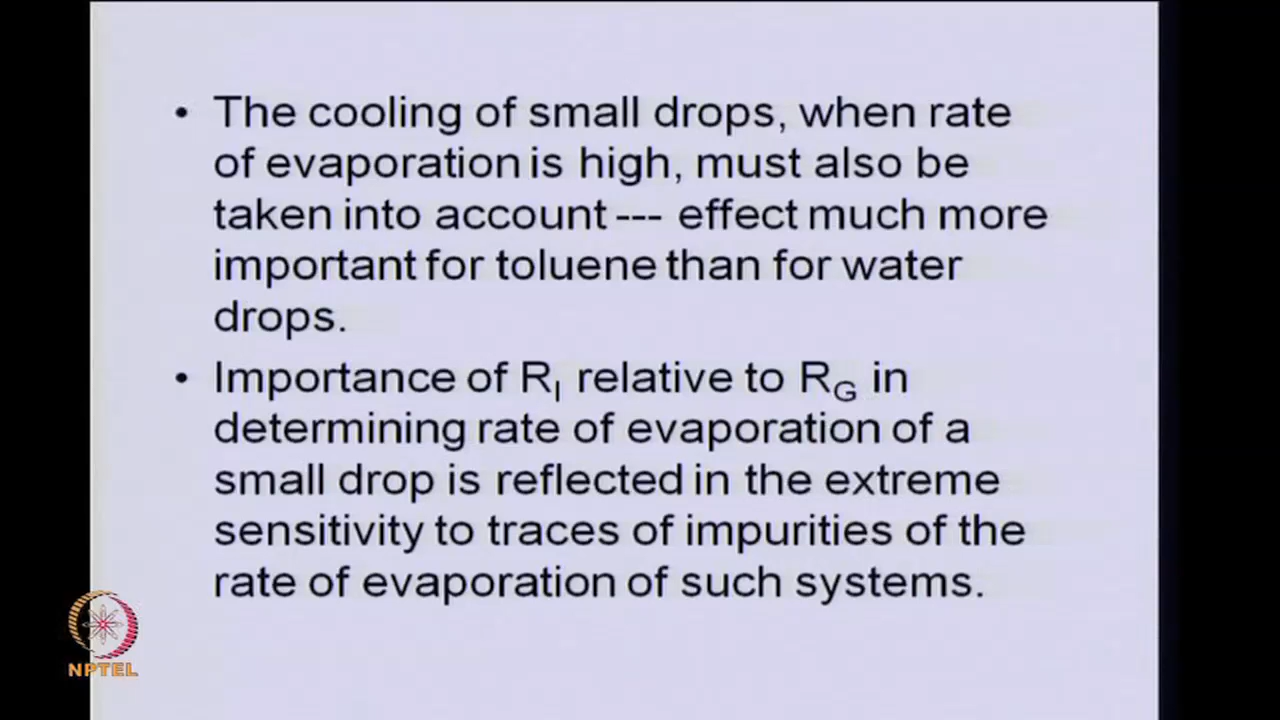 • The cooling of small drops, when rate
of evaporation is high, must also be
taken into account --- effect much more
important for toluene than for water
drops.
• Importance of R_I relative to R_G in
determining rate of evaporation of a
small drop is reflected in the extreme
sensitivity to traces of impurities of the
rate of evaporation of such systems.
NPTEL